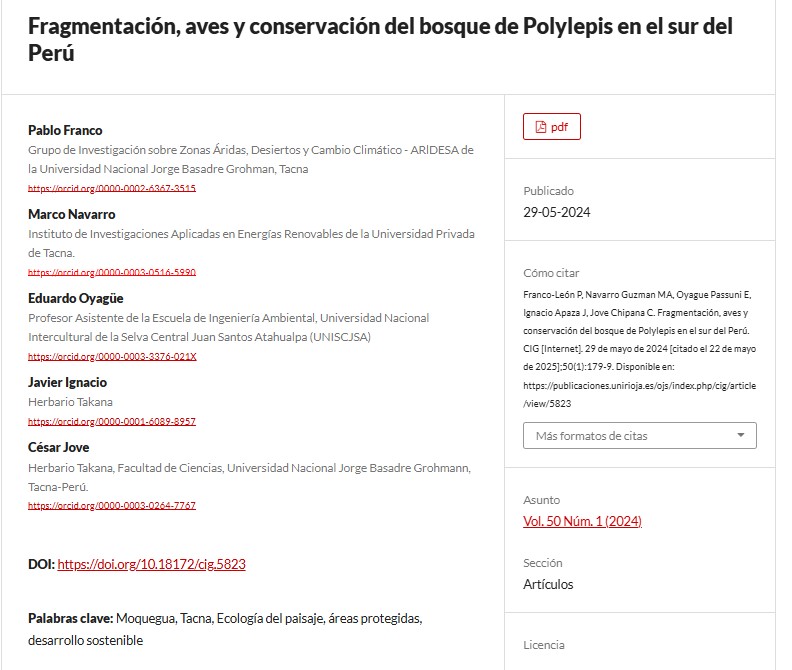 Fragmentación, aves y conservación del bosque de Polylepis en el sur del
Perú
Pablo Franco
Grupo de Investigación sobre Zonas Áridas, Desiertos y Cambio Climático - ARIDESA de
la Universidad Nacional Jorge Basadre Grohman, Tacna
https://orcid.org/0000-0002-6367-3515
Marco Navarro
Instituto de Investigaciones Aplicadas en Energías Renovables de la Universidad Privada
de Tacna.
https://orcid.org/0000-0003-0516-5990
Eduardo Oyagüe
Profesor Asistente de la Escuela de Ingeniería Ambiental, Universidad Nacional
Intercultural de la Selva Central Juan Santos Atahualpa (UNISCJSA)
https://orcid.org/0000-0003-3376-021X
Javier Ignacio
Herbario Takana
https://orcid.org/0000-0001-6089-8957
César Jove
Herbario Takana, Facultad de Ciencias, Universidad Nacional Jorge Basadre Grohmann,
Tacna-Perú.
https://orcid.org/0000-0003-0264-7767
DOI: https://doi.org/10.18172/cig.5823
Palabras clave: Moquegua, Tacna, Ecología del paisaje, áreas protegidas,
desarrollo sostenible
pdf
Publicado
29-05-2024
Cómo citar
Franco-León P, Navarro Guzman MA, Oyague Passuni E,
Ignacio Apaza J, Jove Chipana C. Fragmentación, aves y
conservación del bosque de Polylepis en el sur del Perú.
CIG [Internet]. 29 de mayo de 2024 [citado el 22 de mayo
de 2025];50(1):179-9. Disponible en:
https://publicaciones.unirioja.es/ojs/index.php/cig/article
/view/5823
Más formatos de citas
Asunto
Vol. 50 Núm. 1 (2024)
Sección
Artículos
Licencia